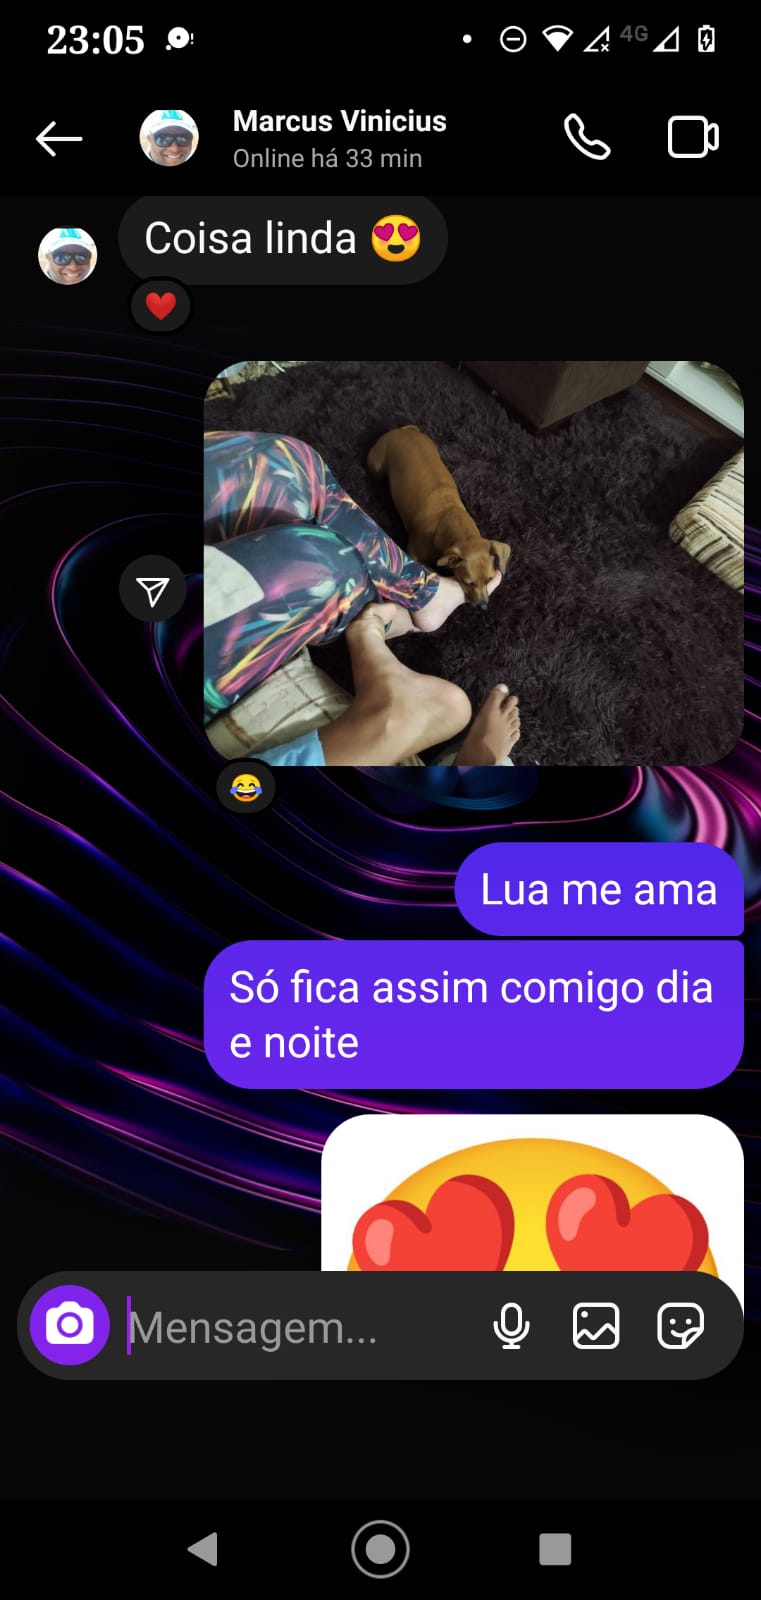 23:05
4G
Marcus Vinicius
Online há 33 min
Coisa linda 😍
Lua me ama
Só fica assim comigo dia
e noite
Mensagem...